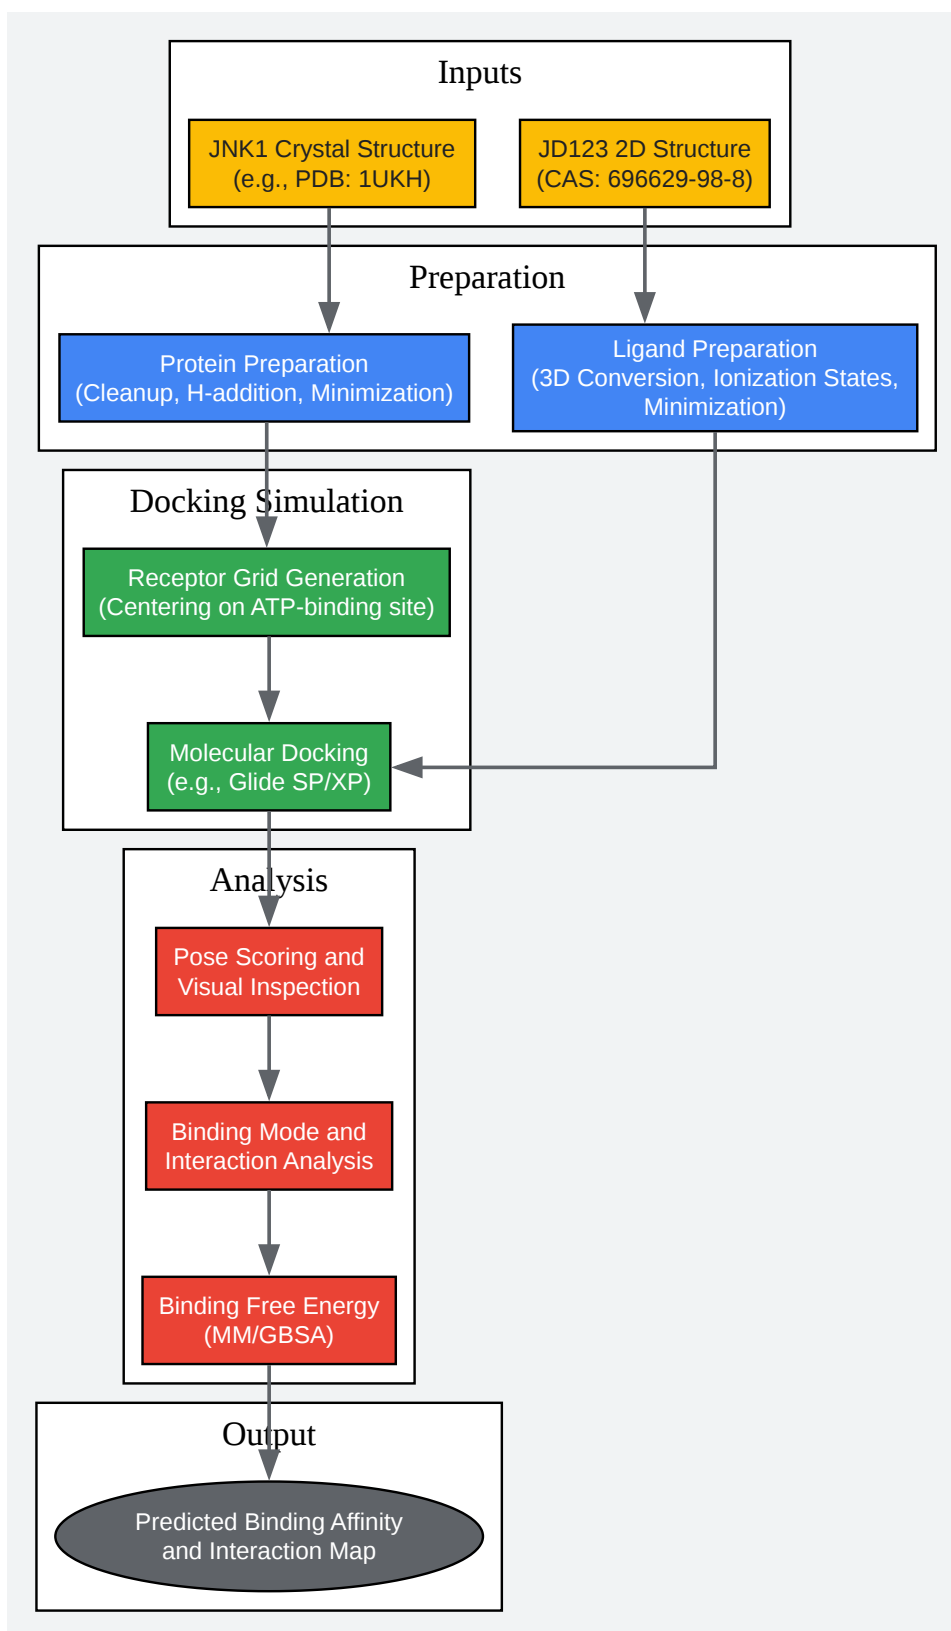 Inputs
JNK1 Crystal Structure
(e.g., PDB: 1UKH)
JD123 2D Structure
(CAS: 696629-98-8)
Preparation
Protein Preparation
(Cleanup, H-addition, Minimization)
Ligand Preparation
(3D Conversion, Ionization States,
Minimization)
Docking Simulation
Receptor Grid Generation
(Centering on ATP-binding site)
Molecular Docking
(e.g., Glide SP/XP)
Analysis
Pose Scoring and
Visual Inspection
Binding Mode and
Interaction Analysis
Binding Free Energy
(MM/GBSA)
Output
Predicted Binding Affinity
and Interaction Map